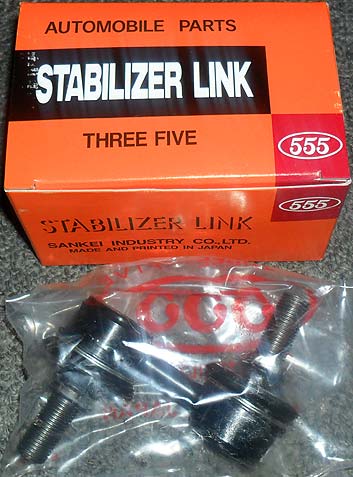 AUTOMOBILE PARTS
STABILIZER LINK
THREE FIVE
555
555
STABILIZER LINK
SANKEI INDUSTRY CO., LTD.
MADE AND PRINTED IN JAPAN
555